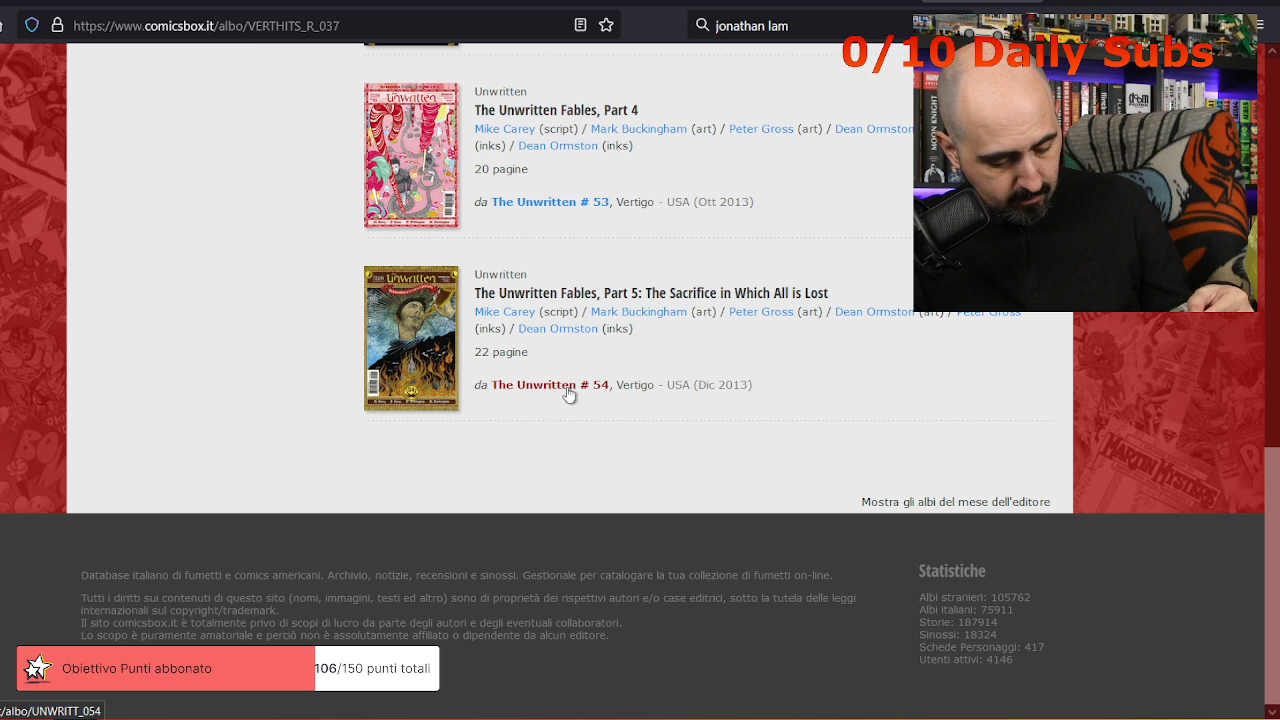 https://www.comicsbox.it/albo/VERTHITS_R_037
jonathan lam
0/10 Daily Subs
Unwritten
The Unwritten Fables, Part 4
Mike Carey (script) / Mark Buckingham (art) / Peter Gross (art) / Dean Ormston
(inks) / Dean Ormston (inks)
20 pagine
da The Unwritten # 53, Vertigo - USA (Ott 2013)
Unwritten
The Unwritten Fables, Part 5: The Sacrifice in Which All is Lost
Mike Carey (script) / Mark Buckingham (art) / Peter Gross (art) / Dean Ormston (art) / Peter Gross
(inks) / Dean Ormston (inks)
22 pagine
da The Unwritten # 54, Vertigo - USA (Dic 2013)
Mostra gli albi del mese dell'editore
Database italiano di fumetti e comics americani. Archivio, notizie, recensioni e sinossi. Gestionale per catalogare la tua collezione di fumetti on-line.
Tutti i diritti sui contenuti di questo sito (nomi, immagini, testi ed altro) sono di proprietà dei rispettivi autori e/o case editrici, sotto la tutela delle leggi
internazionali sul copyright/trademark.
Il sito comicsbox.it è totalmente privo di scopi di lucro da parte degli autori e degli eventuali collaboratori.
Lo scopo è puramente amatoriale e perciò non è assolutamente affiliato o dipendente da alcun editore.
Statistiche
Albi stranieri: 105762
Albi italiani: 75911
Storie: 187914
Sinossi: 18324
Schede Personaggi: 417
Utenti attivi: 4146
Obiettivo Punti abbonato
106/150 punti totali
t/albo/UNWRITT_054
unwritten
unwritten
MOON KNIGHT
MARTIN MYSTÈRE